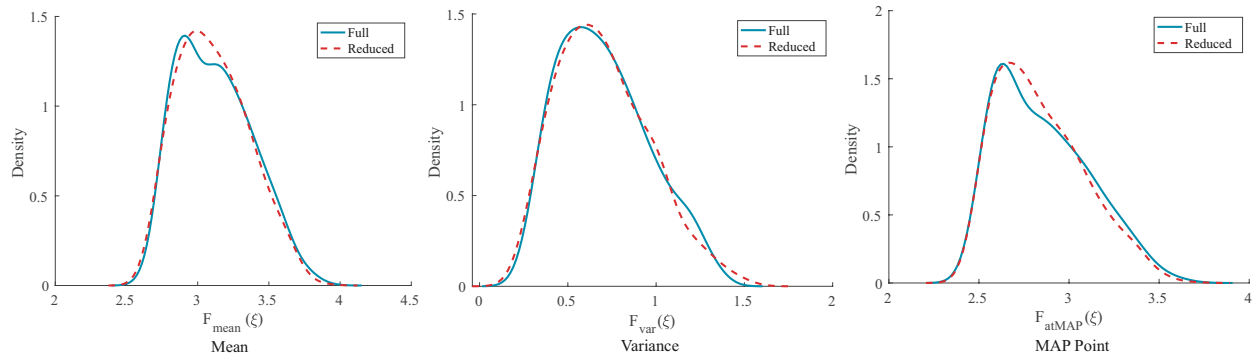 1.5
1
0.5
0
Density
2
2.5
3
3.5
4
4.5
F_mean (ξ)
Mean
Full
Reduced
1.5
1
0.5
0
Density
0
0.5
1
1.5
2
F_var (ξ)
Variance
Full
Reduced
2
1.5
1
0.5
0
Density
2
2.5
3
3.5
4
F_atMAP (ξ)
MAP Point
Full
Reduced